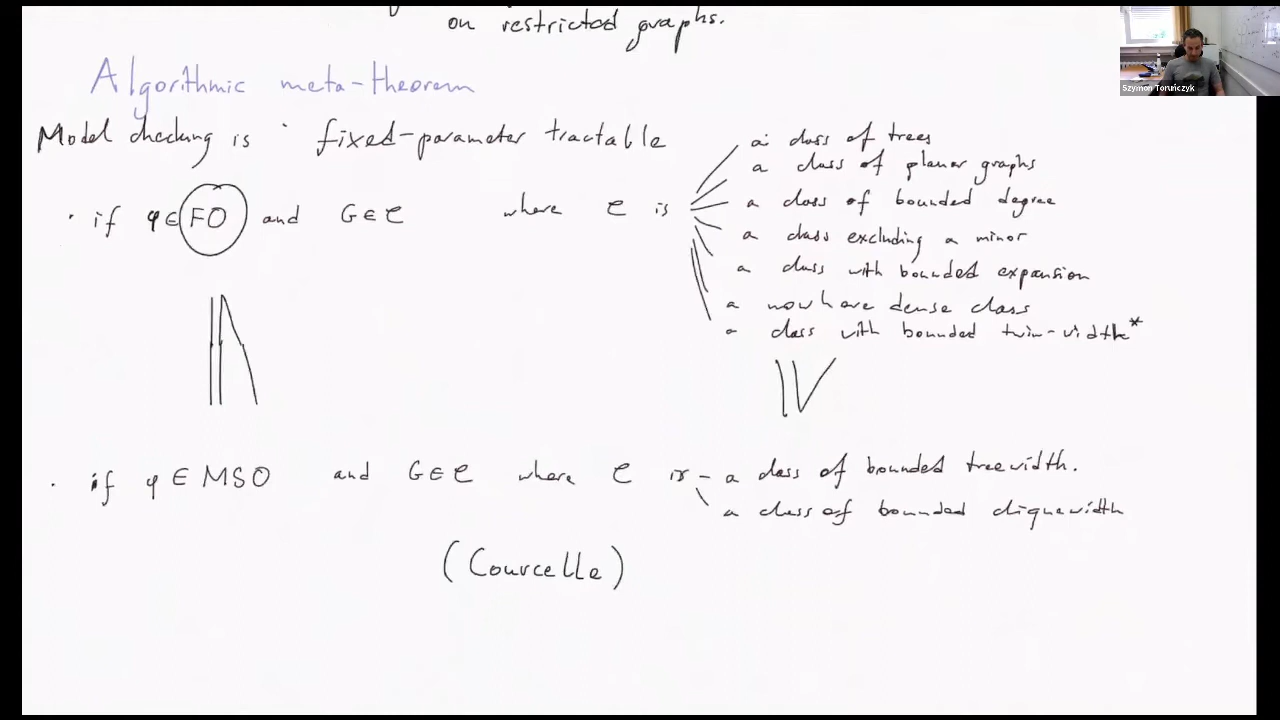 on restricted graphs.
Szymon Toruńczyk
Algorithmic meta-theorem
Model checking is fixed-parameter tractable
· if φ ∈ FO and G ∈ C where C is
a class of trees
a class of planar graphs
a class of bounded degree
a class excluding a minor
a class with bounded expansion
a nowhere dense class
a class with bounded twin-width*
· if φ ∈ MSO and G ∈ C where C is - a class of bounded treewidth.
a class of bounded cliquewidth
(Courcelle)